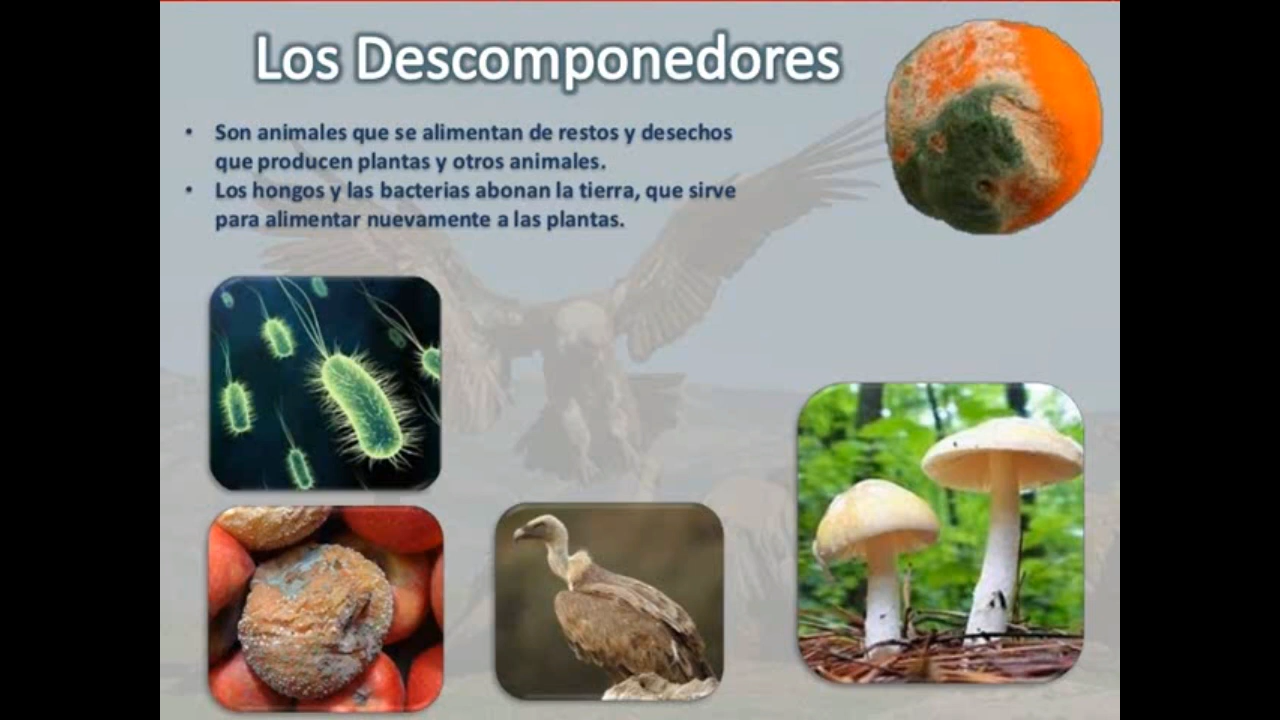 Los Descomponedores
• Son animales que se alimentan de restos y desechos
que producen plantas y otros animales.
• Los hongos y las bacterias abonan la tierra, que sirve
para alimentar nuevamente a las plantas.